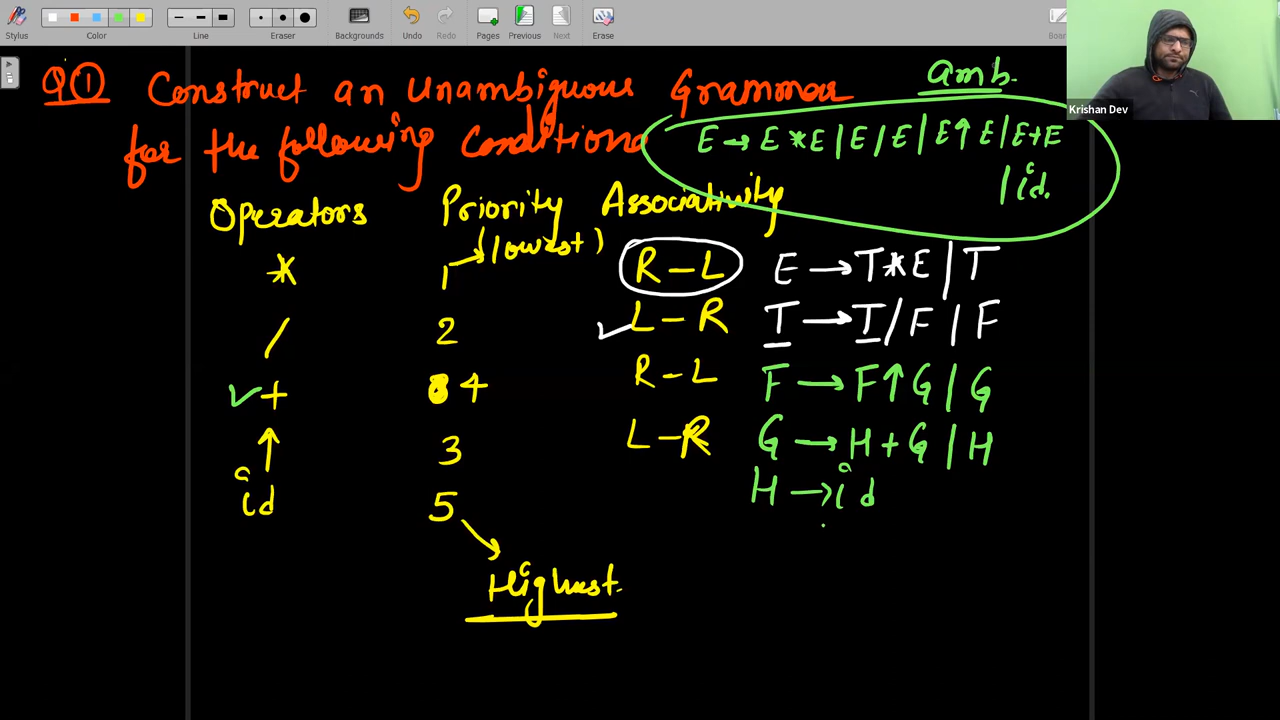 Stylus
Color
Line
Eraser
Backgrounds
Undo
Redo
Pages
Previous
Next
Erase
Boar
Krishan Dev
Q① Construct an Unambiguous Grammar
for the following Conditions
amb.
E → E * E | E / E | E ↑ E | E + E
| id.
Operators Priority Associativity
(lowest)
* 1 R - L E → T * E | T
/ 2 L - R T → T / F | F
+ 4 R - L F → F ↑ G | G
↑ 3 L - R G → H + G | H
id 5 H → id
Highest.